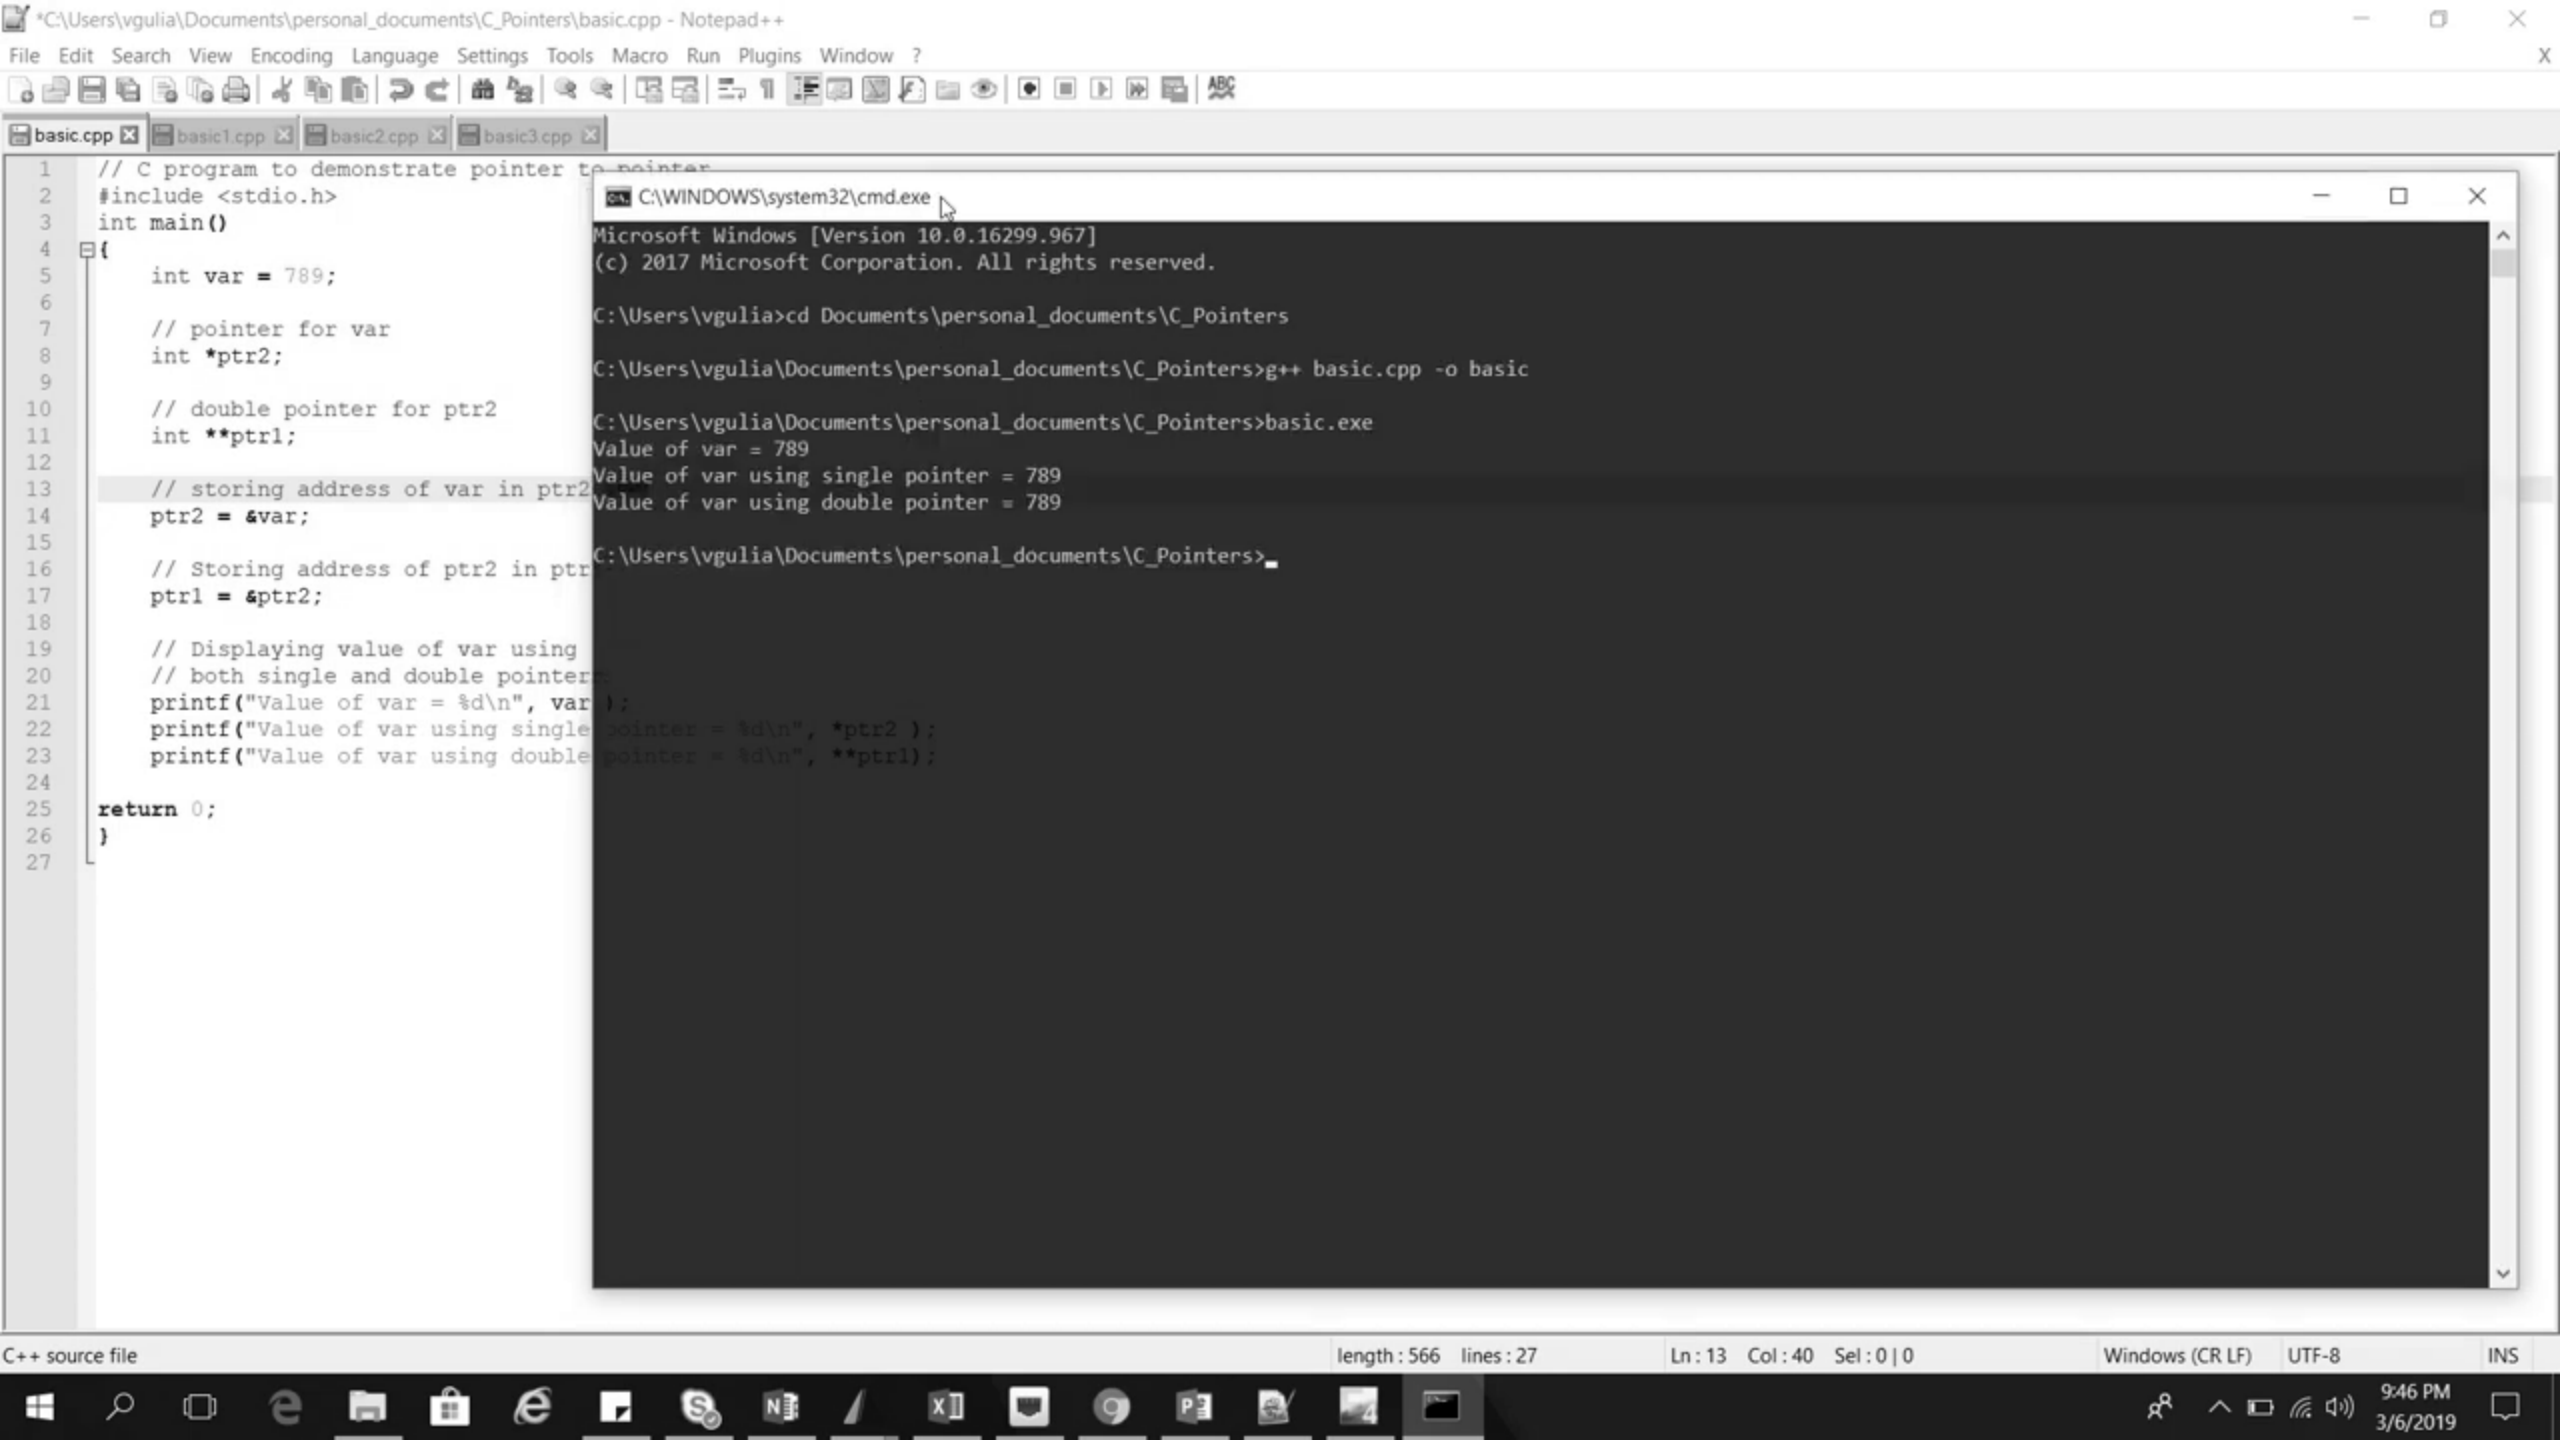 *C:\Users\vgulia\Documents\personal_documents\C_Pointers\basic.cpp - Notepad++
File Edit Search View Encoding Language Settings Tools Macro Run Plugins Window ?
X
basic.cpp basic1.cpp basic2.cpp basic3.cpp
1 // C program to demonstrate pointer to pointer
2 #include <stdio.h>
3 int main()
4 {
5 int var = 789;
6
7 // pointer for var
8 int *ptr2;
9
10 // double pointer for ptr2
11 int **ptr1;
12
13 // storing address of var in ptr2
14 ptr2 = &var;
15
16 // Storing address of ptr2 in ptr
17 ptr1 = &ptr2;
18
19 // Displaying value of var using
20 // both single and double pointer
21 printf("Value of var = %d\n", var );
22 printf("Value of var using single pointer = %d\n", *ptr2 );
23 printf("Value of var using double pointer = %d\n", **ptr1);
24
25 return 0;
26 }
27
C:\WINDOWS\system32\cmd.exe
Microsoft Windows [Version 10.0.16299.967]
(c) 2017 Microsoft Corporation. All rights reserved.
C:\Users\vgulia>cd Documents\personal_documents\C_Pointers
C:\Users\vgulia\Documents\personal_documents\C_Pointers>g++ basic.cpp -o basic
C:\Users\vgulia\Documents\personal_documents\C_Pointers>basic.exe
Value of var = 789
Value of var using single pointer = 789
Value of var using double pointer = 789
C:\Users\vgulia\Documents\personal_documents\C_Pointers>
C++ source file length : 566 lines : 27 Ln : 13 Col : 40 Sel : 0 | 0 Windows (CR LF) UTF-8 INS
9:46 PM
3/6/2019